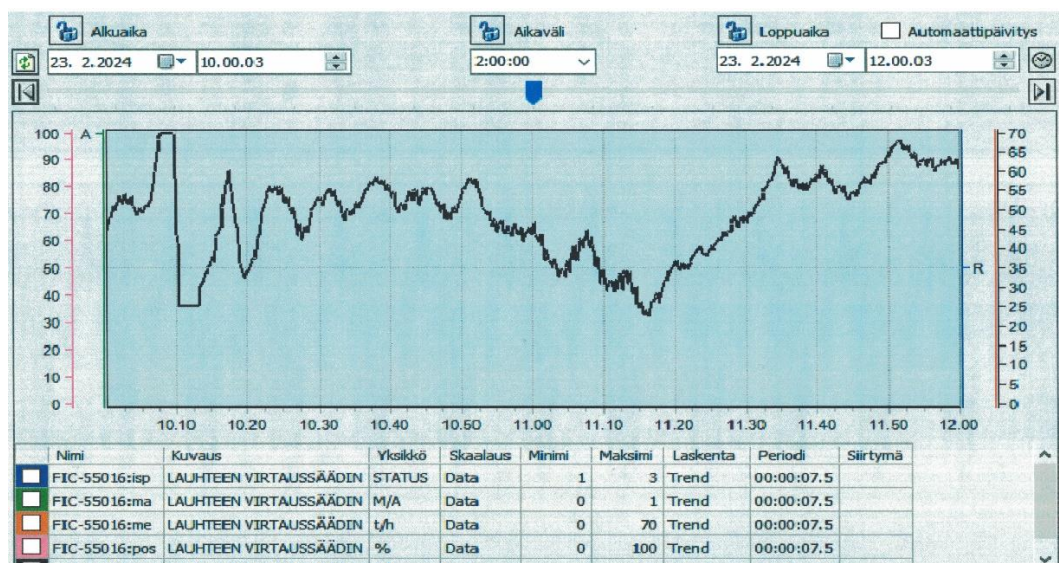 Alkuaika Aikaväli Loppuaika Automaattipäivitys
23. 2.2024 10.00.03 2:00:00 23. 2.2024 12.00.03
100 A 70
90 65
80 60
70 55
60 50
50 45
40 40
30 R 35
20 30
10 25
0 20
15
10
5
0
10.10 10.20 10.30 10.40 10.50 11.00 11.10 11.20 11.30 11.40 11.50 12.00
Nimi Kuvaus Yksikkö Skaalaus Minimi Maksimi Laskenta Periodi Siirtymä
FIC-55016:isp LAUHTEEN VIRTAUSSÄÄDIN STATUS Data 1 3 Trend 00:00:07.5
FIC-55016:ma LAUHTEEN VIRTAUSSÄÄDIN M/A Data 0 1 Trend 00:00:07.5
FIC-55016:me LAUHTEEN VIRTAUSSÄÄDIN t/h Data 0 70 Trend 00:00:07.5
FIC-55016:pos LAUHTEEN VIRTAUSSÄÄDIN % Data 0 100 Trend 00:00:07.5